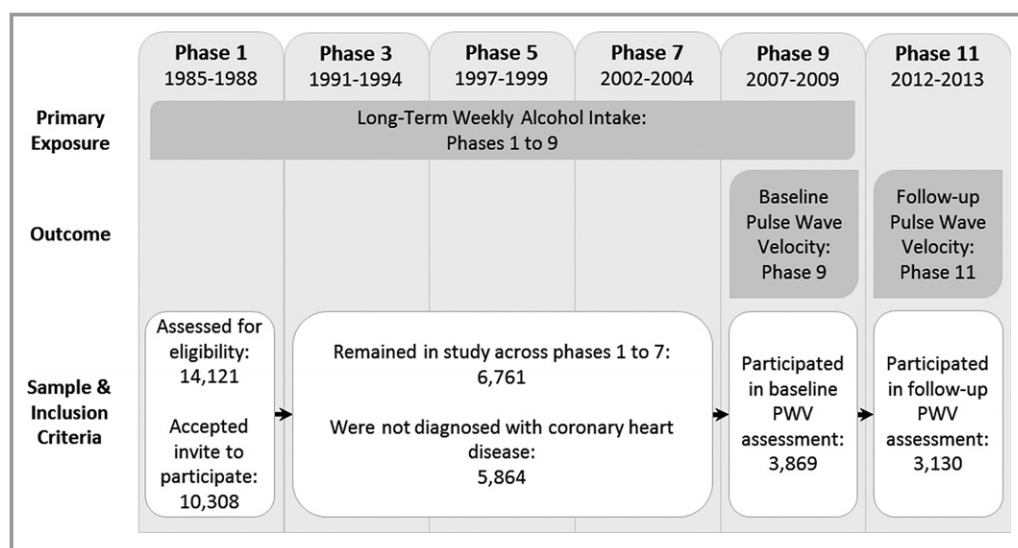 Phase 1
1985-1988
Phase 3
1991-1994
Phase 5
1997-1999
Phase 7
2002-2004
Phase 9
2007-2009
Phase 11
2012-2013
Primary
Exposure
Long-Term Weekly Alcohol Intake:
Phases 1 to 9
Outcome
Baseline
Pulse Wave
Velocity:
Phase 9
Follow-up
Pulse Wave
Velocity:
Phase 11
Sample &
Inclusion
Criteria
Assessed for
eligibility:
14,121
Accepted
invite to
participate:
10,308
Remained in study across phases 1 to 7:
6,761
Were not diagnosed with coronary heart
disease:
5,864
Participated
in baseline
PWV
assessment:
3,869
Participated
in follow-up
PWV
assessment:
3,130